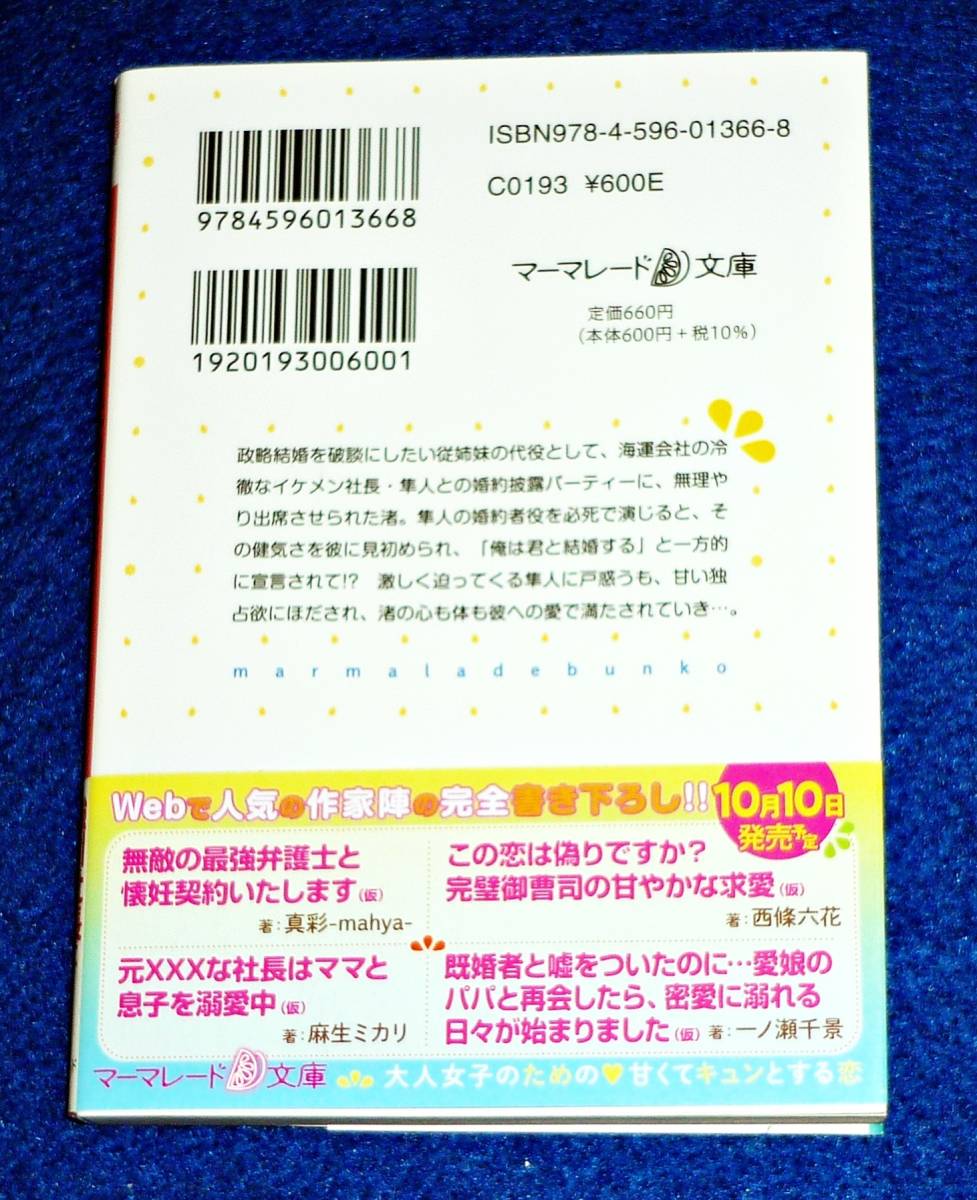 ISBN978-4-596-01366-8
C0193 ¥600E
9784596013668
マーマレード文庫
定価660円
(本体600円+税10%)
1920193006001
政略結婚を破談にしたい従姉妹の代役として、海運会社の冷
徹なイケメン社長・隼人との婚約披露パーティーに、無理や
り出席させられた渚。隼人の婚約者役を必死で演じると、そ
の健気さを彼に見初められ、「俺は君と結婚する」と一方的
に宣言されて!? 激しく迫ってくる隼人に戸惑うも、甘い独
占欲にほだされ、渚の心も体も彼への愛で満たされていき…。
marmaladebunko
Webで人気の作家陣の完全書き下ろし!!
10月10日
発売予定
無敵の最強弁護士と
懐妊契約いたします(仮)
著:真彩-mahya-
この恋は偽りですか?
完璧御曹司の甘やかな求愛(仮)
著:西條六花
元XXXな社長はママと
息子を溺愛中(仮)
著:麻生ミカリ
既婚者と嘘をついたのに…愛娘の
パパと再会したら、密愛に溺れる
日々が始まりました(仮) 著:一ノ瀬千景
マーマレード文庫 大人女子のための♥甘くてキュンとする恋